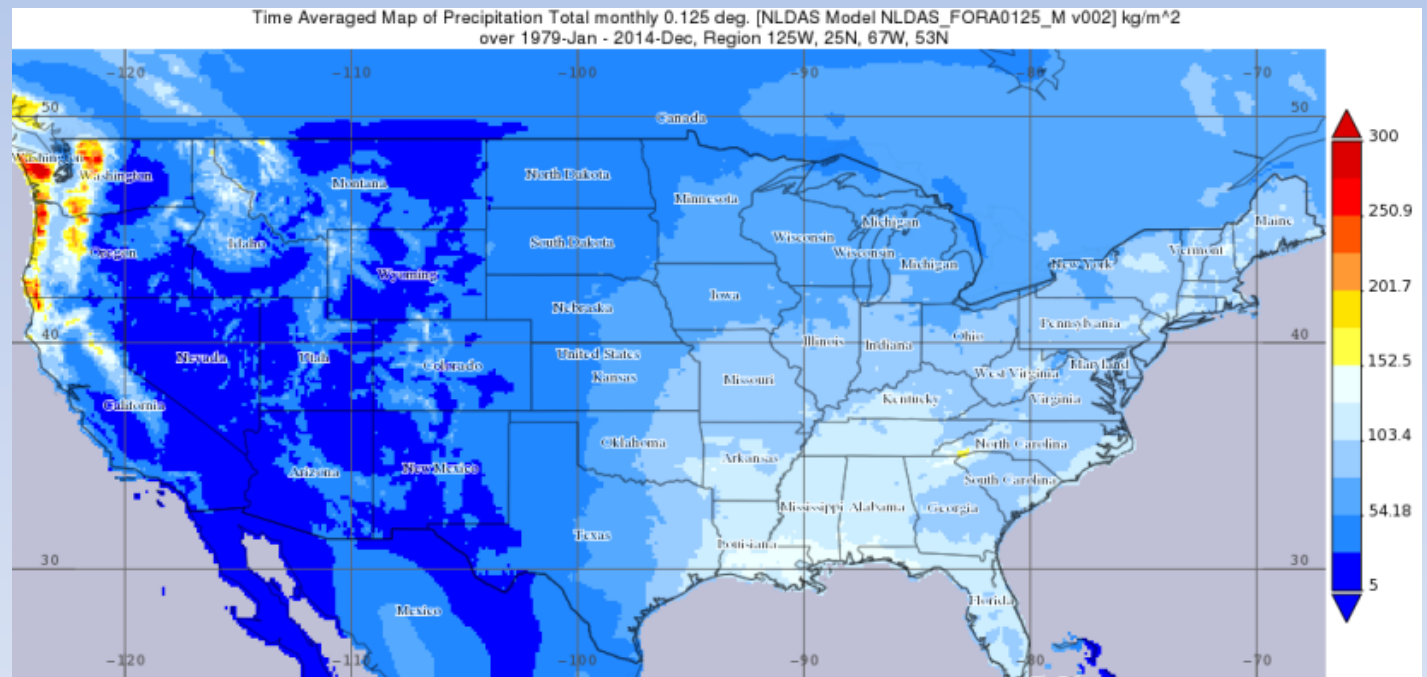 Time Averaged Map of Precipitation Total monthly 0.125 deg. [NLDAS Model NLDAS_FORA0125_M v002] kg/m^2
over 1979-Jan - 2014-Dec, Region 125W, 25N, 67W, 53N
-120 -110 -100 -90 -80 -70
50 Canada 50
300
Washington Washington Montana North Dakota Minnesota
Michigan Maine
250.9
Oregon Idaho South Dakota Wisconsin Wisconsin Michigan New York Vermont
Wyoming
201.7
Nebraska Iowa
Pennsylvania
40 Nevada Utah Colorado United States Illinois Indiana Ohio 40
152.5
Kansas Missouri West Virginia Maryland
California Kentucky Virginia
103.4
Arizona New Mexico Oklahoma Arkansas North Carolina
South Carolina
Mississippi Alabama Georgia
54.18
Texas Louisiana
30 30
5
Mexico Florida
-120 -110 -100 -90 -80 -70